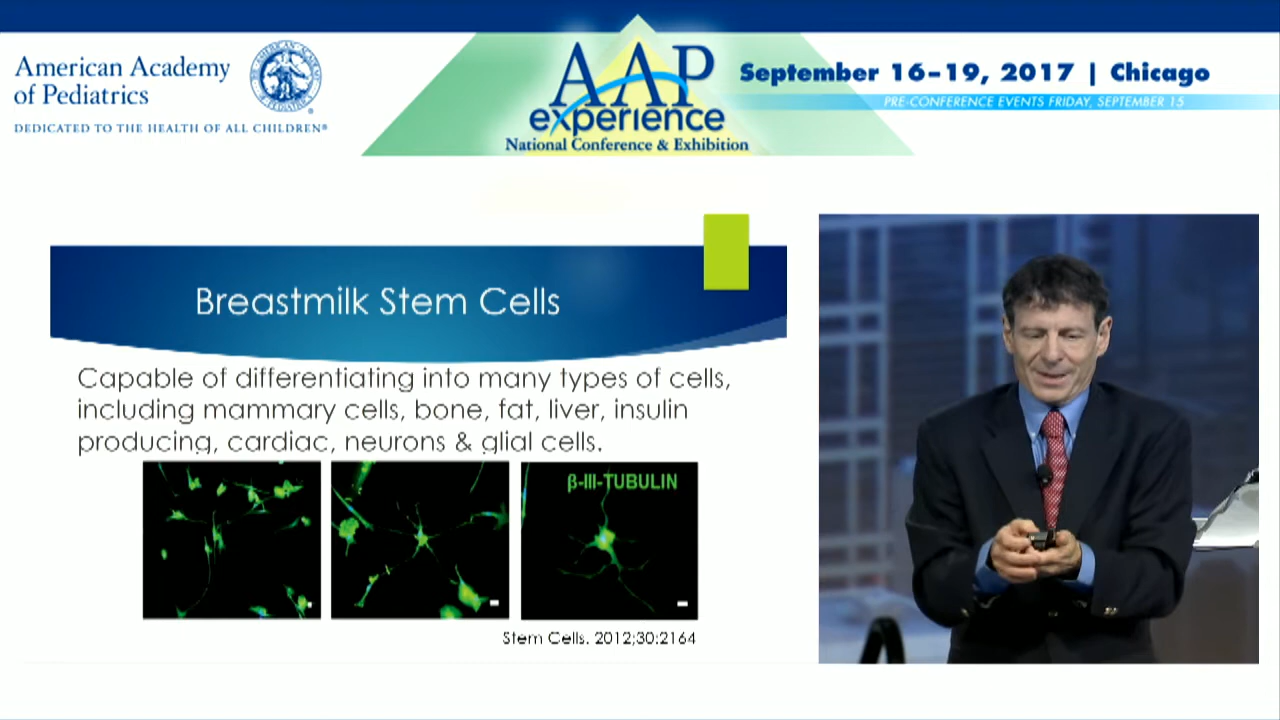 American Academy
of Pediatrics
DEDICATED TO THE HEALTH OF ALL CHILDREN®
AAP
experience
National Conference & Exhibition
September 16–19, 2017 | Chicago
PRE-CONFERENCE EVENTS FRIDAY, SEPTEMBER 15
Breastmilk Stem Cells
Capable of differentiating into many types of cells,
including mammary cells, bone, fat, liver, insulin
producing, cardiac, neurons & glial cells.
β-III-TUBULIN
Stem Cells. 2012;30:2164